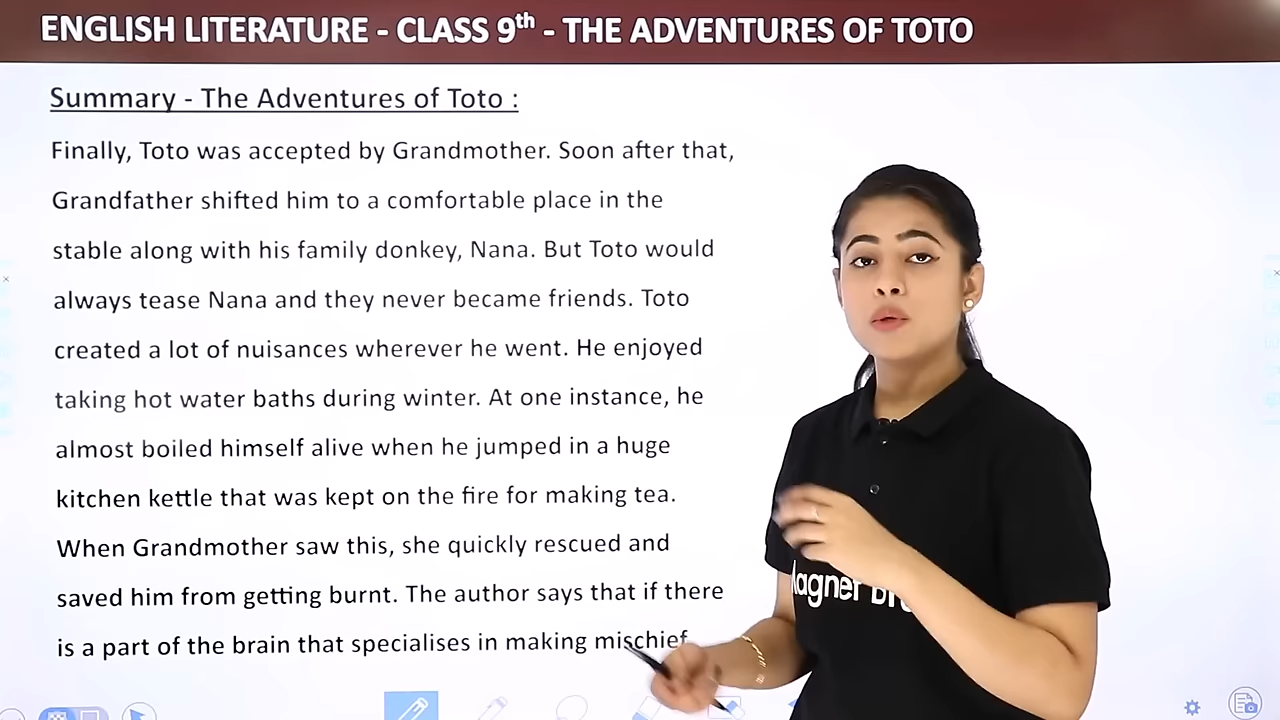 ENGLISH LITERATURE - CLASS 9th - THE ADVENTURES OF TOTO
Summary - The Adventures of Toto :
Finally, Toto was accepted by Grandmother. Soon after that,
Grandfather shifted him to a comfortable place in the
stable along with his family donkey, Nana. But Toto would
always tease Nana and they never became friends. Toto
created a lot of nuisances wherever he went. He enjoyed
taking hot water baths during winter. At one instance, he
almost boiled himself alive when he jumped in a huge
kitchen kettle that was kept on the fire for making tea.
When Grandmother saw this, she quickly rescued and
saved him from getting burnt. The author says that if there
is a part of the brain that specialises in making mischief